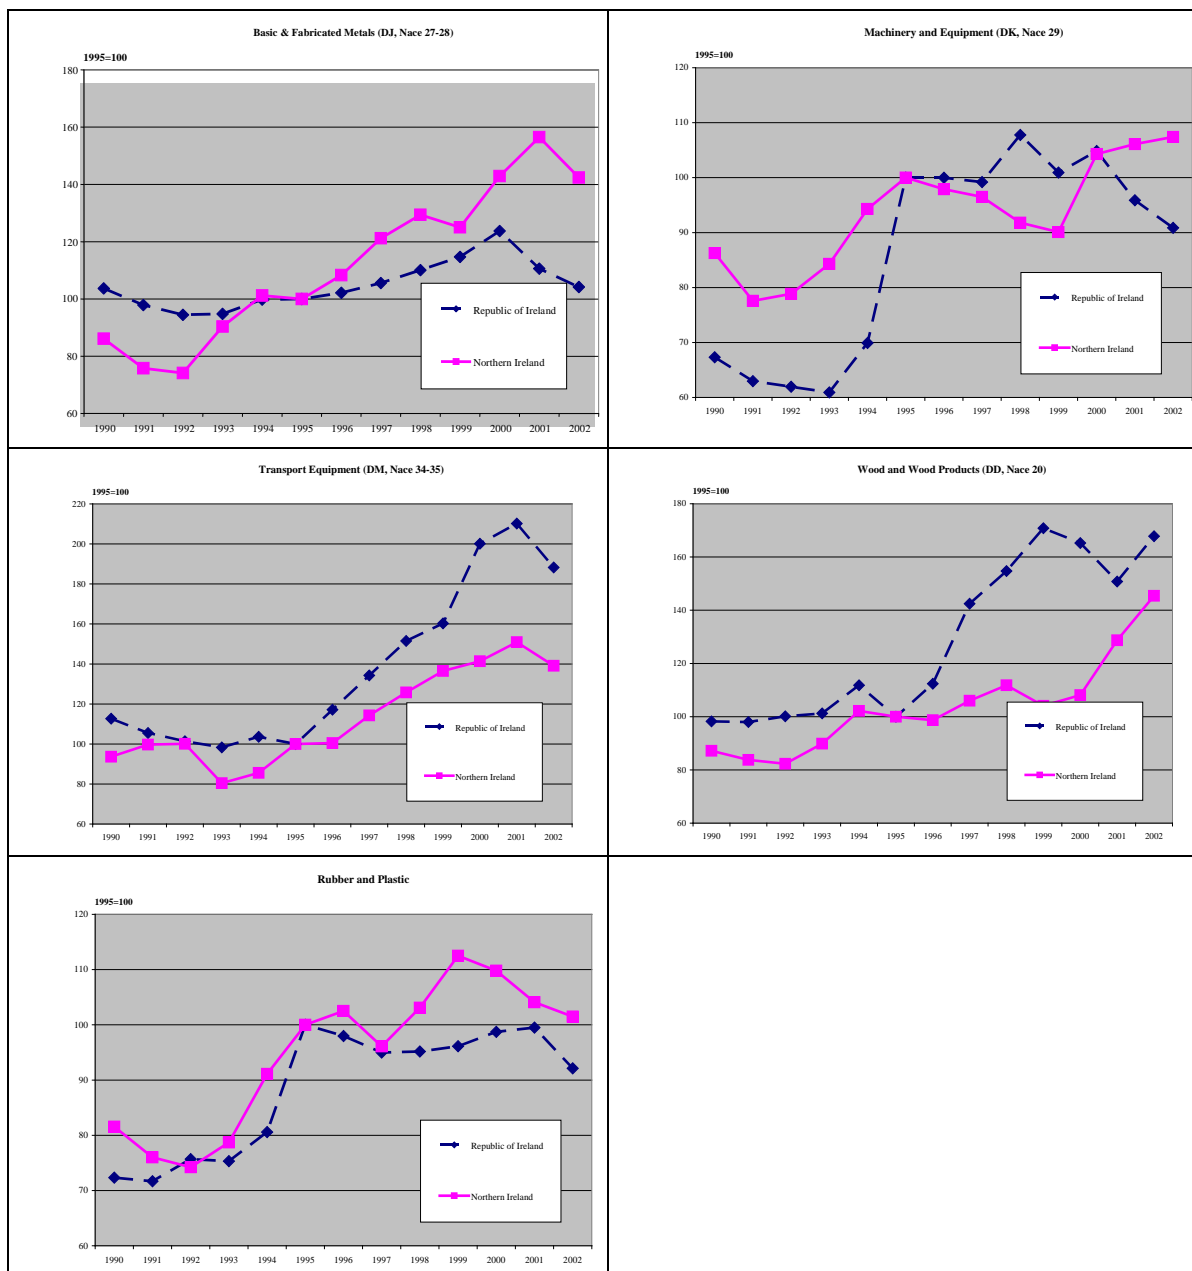 Basic & Fabricated Metals (DJ, Nace 27-28)
1995=100
180
160
140
120
100
80
60
Republic of Ireland
Northern Ireland
1990 1991 1992 1993 1994 1995 1996 1997 1998 1999 2000 2001 2002
Machinery and Equipment (DK, Nace 29)
1995=100
120
110
100
90
80
70
60
Republic of Ireland
Northern Ireland
1990 1991 1992 1993 1994 1995 1996 1997 1998 1999 2000 2001 2002
Transport Equipment (DM, Nace 34-35)
1995=100
220
200
180
160
140
120
100
80
60
Republic of Ireland
Northern Ireland
1990 1991 1992 1993 1994 1995 1996 1997 1998 1999 2000 2001 2002
Wood and Wood Products (DD, Nace 20)
1995=100
180
160
140
120
100
80
60
Republic of Ireland
Northern Ireland
1990 1991 1992 1993 1994 1995 1996 1997 1998 1999 2000 2001 2002
Rubber and Plastic
1995=100
120
110
100
90
80
70
60
Republic of Ireland
Northern Ireland
1990 1991 1992 1993 1994 1995 1996 1997 1998 1999 2000 2001 2002